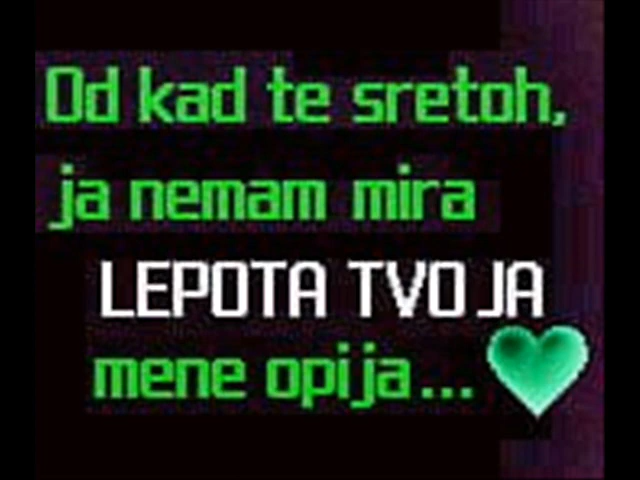 Od kad te sretoh,
ja nemam mira
LEPOTA TVOJA
mene opija...